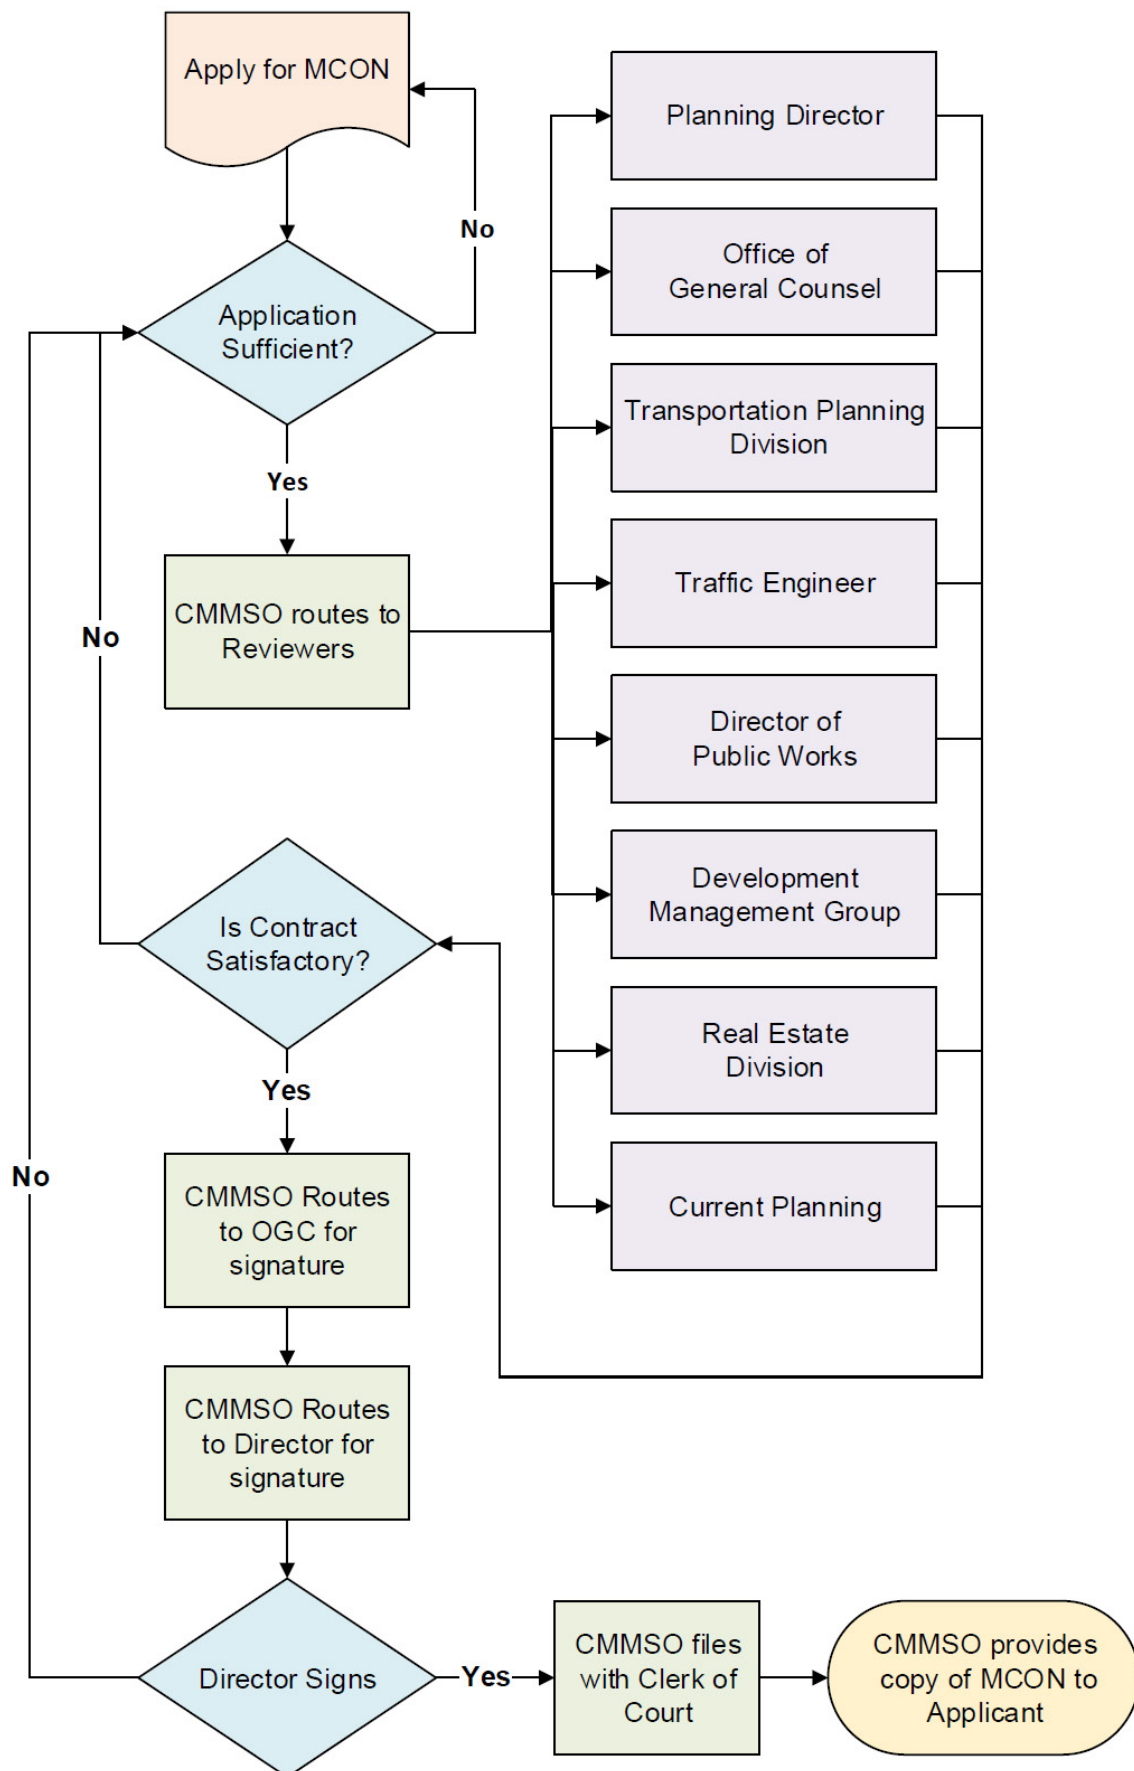 Apply for MCON
No
Application
Sufficient?
Yes
CMMSO routes to
Reviewers
Planning Director
Office of
General Counsel
Transportation Planning
Division
Traffic Engineer
Director of
Public Works
Development
Management Group
Real Estate
Division
Current Planning
No
Is Contract
Satisfactory?
Yes
No
CMMSO Routes
to OGC for
signature
CMMSO Routes
to Director for
signature
Director Signs
Yes
CMMSO files
with Clerk of
Court
CMMSO provides
copy of MCON to
Applicant